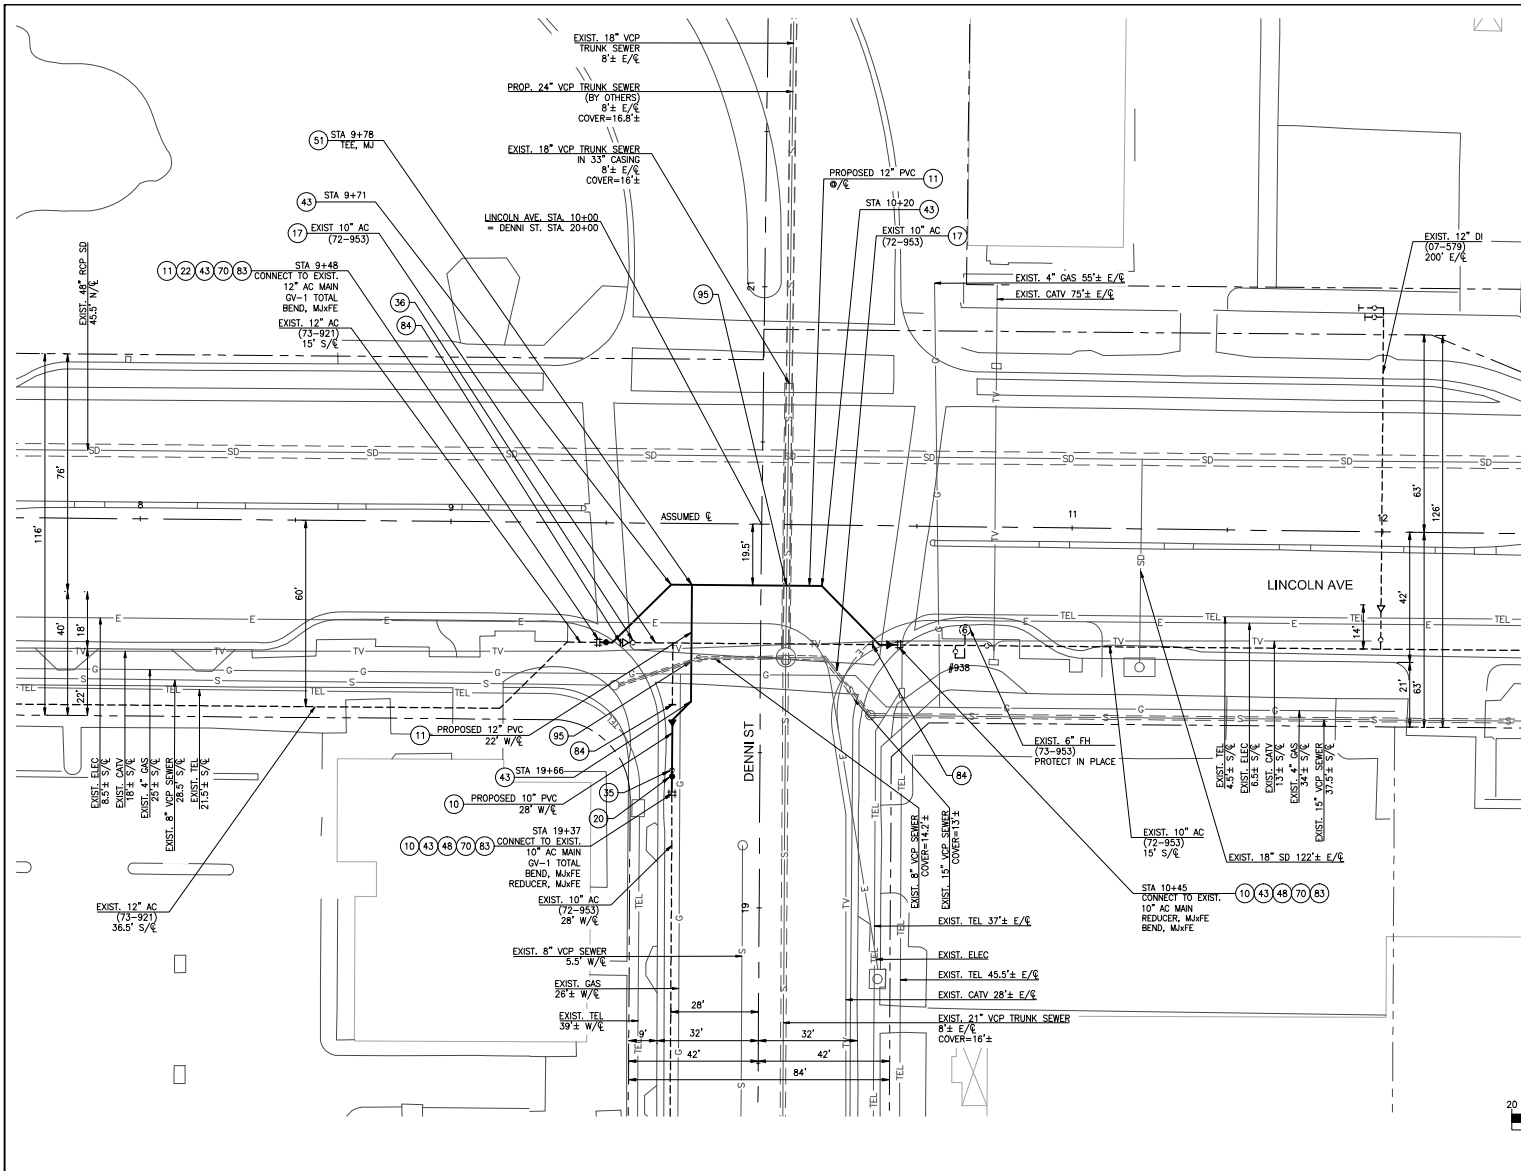 EXIST. 18" VCP
TRUNK SEWER
8'± E/℄
PROP. 24" VCP TRUNK SEWER
(BY OTHERS)
8'± E/℄
COVER=16.8'±
EXIST. 18" VCP TRUNK SEWER
IN 33" CASING
8'± E/℄
COVER=16'±
51
STA 9+78
TEE, MJ
43
STA 9+71
17
EXIST 10" AC
(72-953)
11 22 43 70 83
STA 9+48
CONNECT TO EXIST.
12" AC MAIN
GV-1 TOTAL
BEND, MJxFE
EXIST. 12" AC
(73-921)
15' S/℄
36
84
LINCOLN AVE. STA. 10+00
= DENNI ST. STA. 20+00
95
PROPOSED 12" PVC
@/℄
11
STA 10+20
43
EXIST 10" AC
(72-953)
17
EXIST. 4" GAS 55'± E/℄
EXIST. CATV 75'± E/℄
EXIST. 12" DI
(07-579)
200' E/℄
EXIST. 48" RCP SD
45.5' N/℄
21
SD SD SD SD SD SD SD SD SD SD
8
9
ASSUMED ℄
11
12
76'
116'
60'
40'
18'
22'
19.5'
63'
126'
42'
14'
21'
63'
LINCOLN AVE
6
#938
EXIST. 6" FH
(73-953)
PROTECT IN PLACE
84
EXIST. ELEC
8.5'± S/℄
EXIST. CATV
18'± S/℄
EXIST. 4" GAS
25'± S/℄
EXIST. 8" VCP SEWER
28.5'± S/℄
EXIST. TEL
21.5'± S/℄
11
PROPOSED 12" PVC
22' W/℄
95
84
43
STA 19+66
35
10
PROPOSED 10" PVC
28' W/℄
20
10 43 48 70 83
STA 19+37
CONNECT TO EXIST.
10" AC MAIN
GV-1 TOTAL
BEND, MJxFE
REDUCER, MJxFE
EXIST. 10" AC
(72-953)
28' W/℄
EXIST. 12" AC
(73-921)
36.5' S/℄
EXIST. 8" VCP SEWER
5.5' W/℄
EXIST. GAS
26'± W/℄
EXIST. TEL
39'± W/℄
DENNI ST
19
EXIST. 8" VCP SEWER
COVER=14.2'±
EXIST. 15" VCP SEWER
COVER=13'±
EXIST. TEL
4.5'± S/℄
EXIST. ELEC
6.5'± S/℄
EXIST. CATV
13'± S/℄
EXIST. 4" GAS
34'± S/℄
EXIST. 15" VCP SEWER
37.5'± S/℄
EXIST. 10" AC
(72-953)
15' S/℄
EXIST. 18" SD 122'± E/℄
STA 10+45
CONNECT TO EXIST.
10" AC MAIN
REDUCER, MJxFE
BEND, MJxFE
10 43 48 70 83
EXIST. TEL 37'± E/℄
EXIST. ELEC
EXIST. TEL 45.5'± E/℄
EXIST. CATV 28'± E/℄
EXIST. 21" VCP TRUNK SEWER
8'± E/℄
COVER=16'±
28'
9'
32'
32'
42'
42'
84'
20